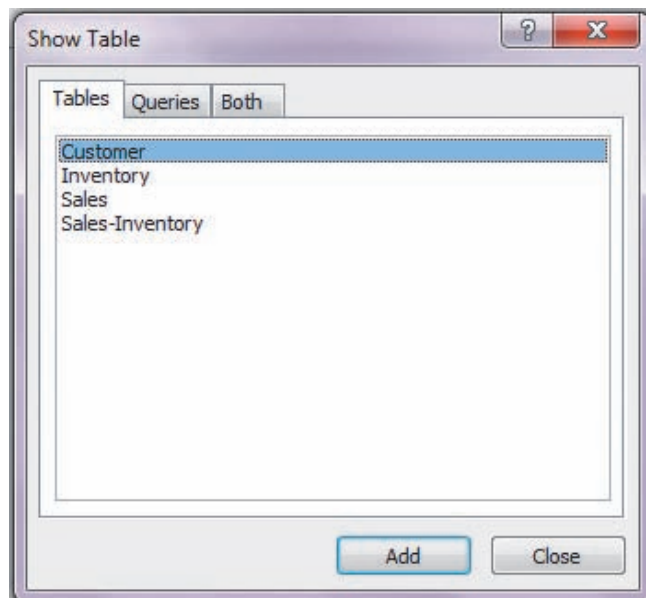 Show Table
?
X
Tables Queries Both
Customer
Inventory
Sales
Sales-Inventory
Add Close